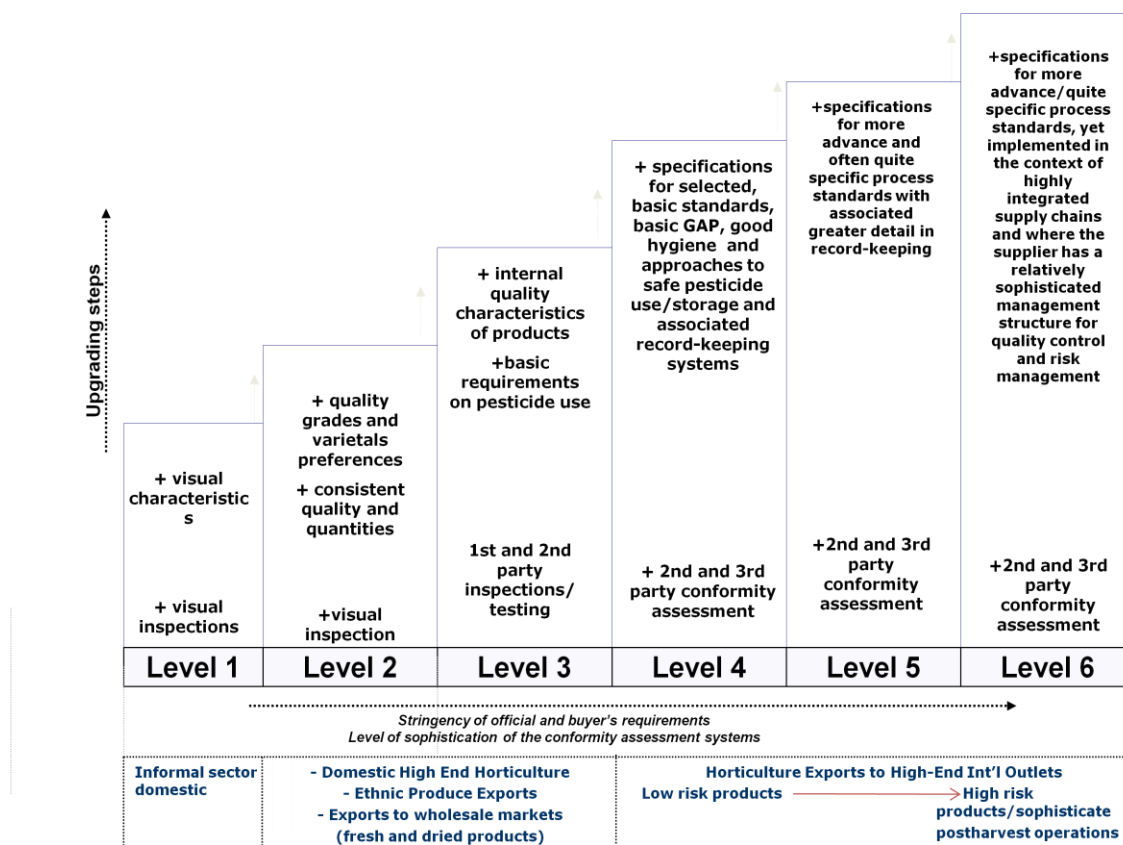 Upgrading steps
+ visual
characteristic
s
+ visual
inspections
+ quality
grades and
varietals
preferences
+ consistent
quality and
quantities
+visual
inspection
+ internal
quality
characteristics
of products
+basic
requirements
on pesticide use
1st and 2nd
party
inspections/
testing
+ specifications
for selected,
basic standards,
basic GAP, good
hygiene and
approaches to
safe pesticide
use/storage and
associated
record-keeping
systems
+ 2nd and 3rd
party conformity
assessment
+specifications
for more
advance and
often quite
specific process
standards with
associated
greater detail in
record-keeping
+2nd and 3rd
party
conformity
assessment
+specifications
for more
advance/quite
specific process
standards, yet
implemented in
the context of
highly
integrated
supply chains
and where the
supplier has a
relatively
sophisticated
management
structure for
quality control
and risk
management
+2nd and 3rd
party
conformity
assessment
Level 1
Level 2
Level 3
Level 4
Level 5
Level 6
Stringency of official and buyer's requirements
Level of sophistication of the conformity assessment systems
Informal sector
domestic
- Domestic High End Horticulture
- Ethnic Produce Exports
- Exports to wholesale markets
(fresh and dried products)
Horticulture Exports to High-End Int'l Outlets
Low risk products
High risk
products/sophisticate
postharvest operations